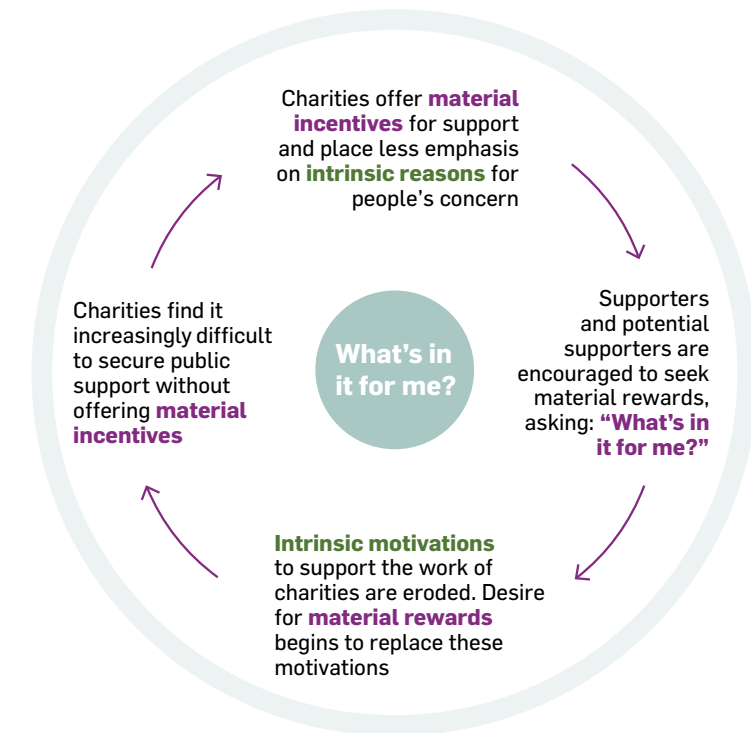 Charities offer material
incentives for support
and place less emphasis
on intrinsic reasons for
people’s concern
Supporters
and potential
supporters are
encouraged to seek
material rewards,
asking: “What’s in
it for me?”
Intrinsic motivations
to support the work of
charities are eroded. Desire
for material rewards
begins to replace these
motivations
Charities find it
increasingly difficult
to secure public
support without
offering material
incentives
What’s in
it for me?